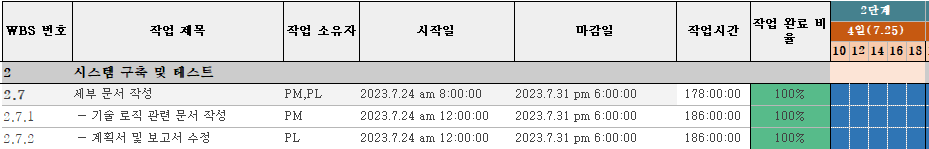 WBS 번호 작업 제목 작업 소유자 시작일 마감일 작업시간 작업 완료 비율 2단계
4일(7.25)
10 12 14 16 18
2 시스템 구축 및 테스트
2.7 세부 문서 작성 PM,PL 2023.7.24 am 8:00:00 2023.7.31 pm 6:00:00 178:00:00 100%
2.7.1 - 기술 로직 관련 문서 작성 PM 2023.7.24 am 12:00:00 2023.7.31 pm 6:00:00 186:00:00 100%
2.7.2 - 계획서 및 보고서 수정 PL 2023.7.24 am 12:00:00 2023.7.31 pm 6:00:00 186:00:00 100%